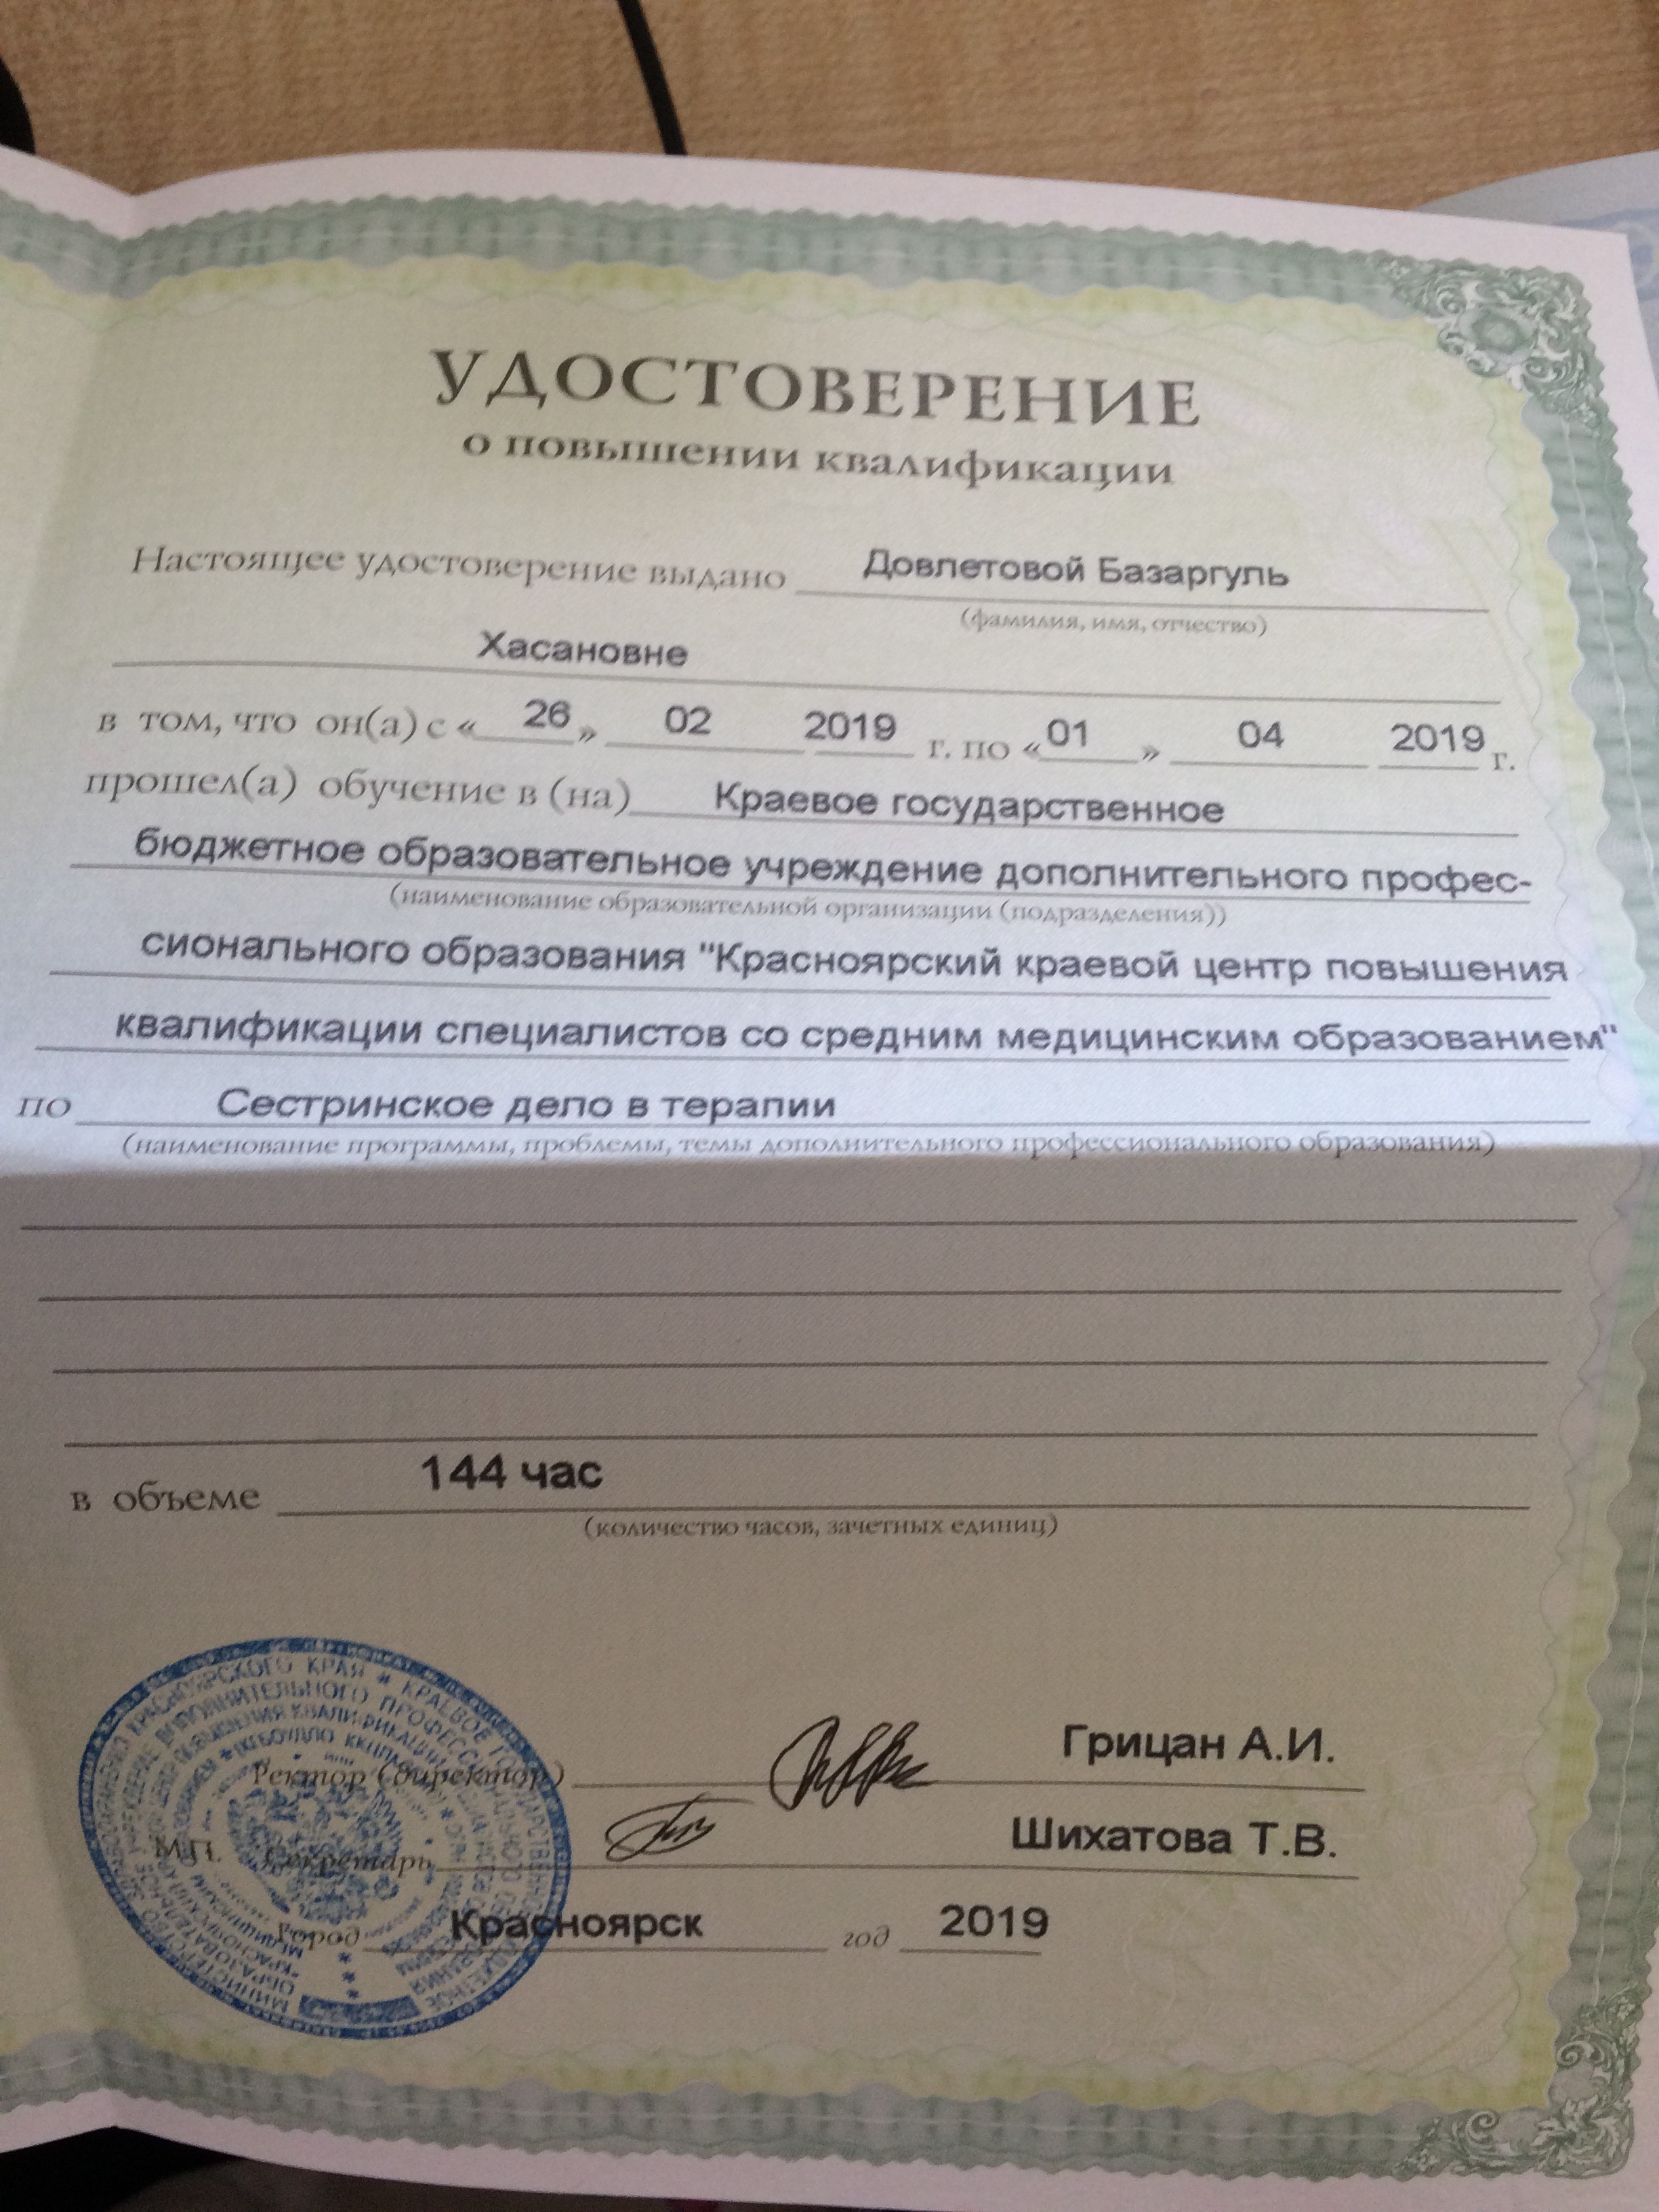 УДОСТОВЕРЕНИЕ
о повышении квалификации
Настоящее удостоверение выдано Довлетовой Базаргуль
(фамилия, имя, отчество)
Хасановне
в том, что он(а) с « 26 » 02 2019 г. по « 01 » 04 2019 г.
прошел(а) обучение в (на) Краевое государственное
бюджетное образовательное учреждение дополнительного профес-
(наименование образовательной организации (подразделения))
сионального образования "Красноярский краевой центр повышения
квалификации специалистов со средним медицинским образованием"
по Сестринское дело в терапии
(наименование программы, проблемы, темы дополнительного профессионального образования)
в объеме 144 час
(количество часов, зачетных единиц)
КРАСНОЯРСКОГО КРАЯ * КРАЕВОЕ
Ректор (директор) Грицан А.И.
М.П. Секретарь Шихатова Т.В.
Город Красноярск год 2019